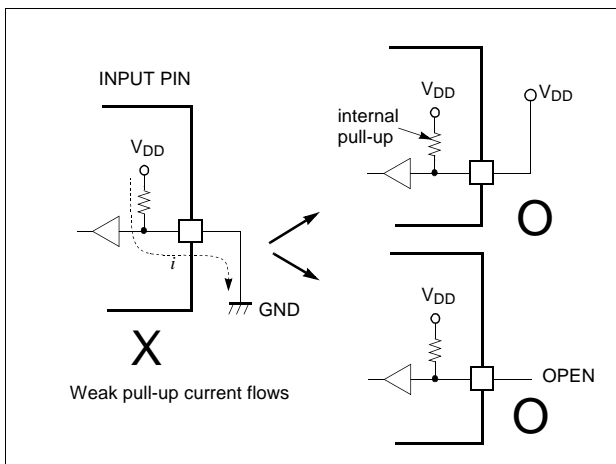 INPUT PIN
VDD
i
GND
X
Weak pull-up current flows
internal
pull-up
VDD
VDD
O
VDD
OPEN
O